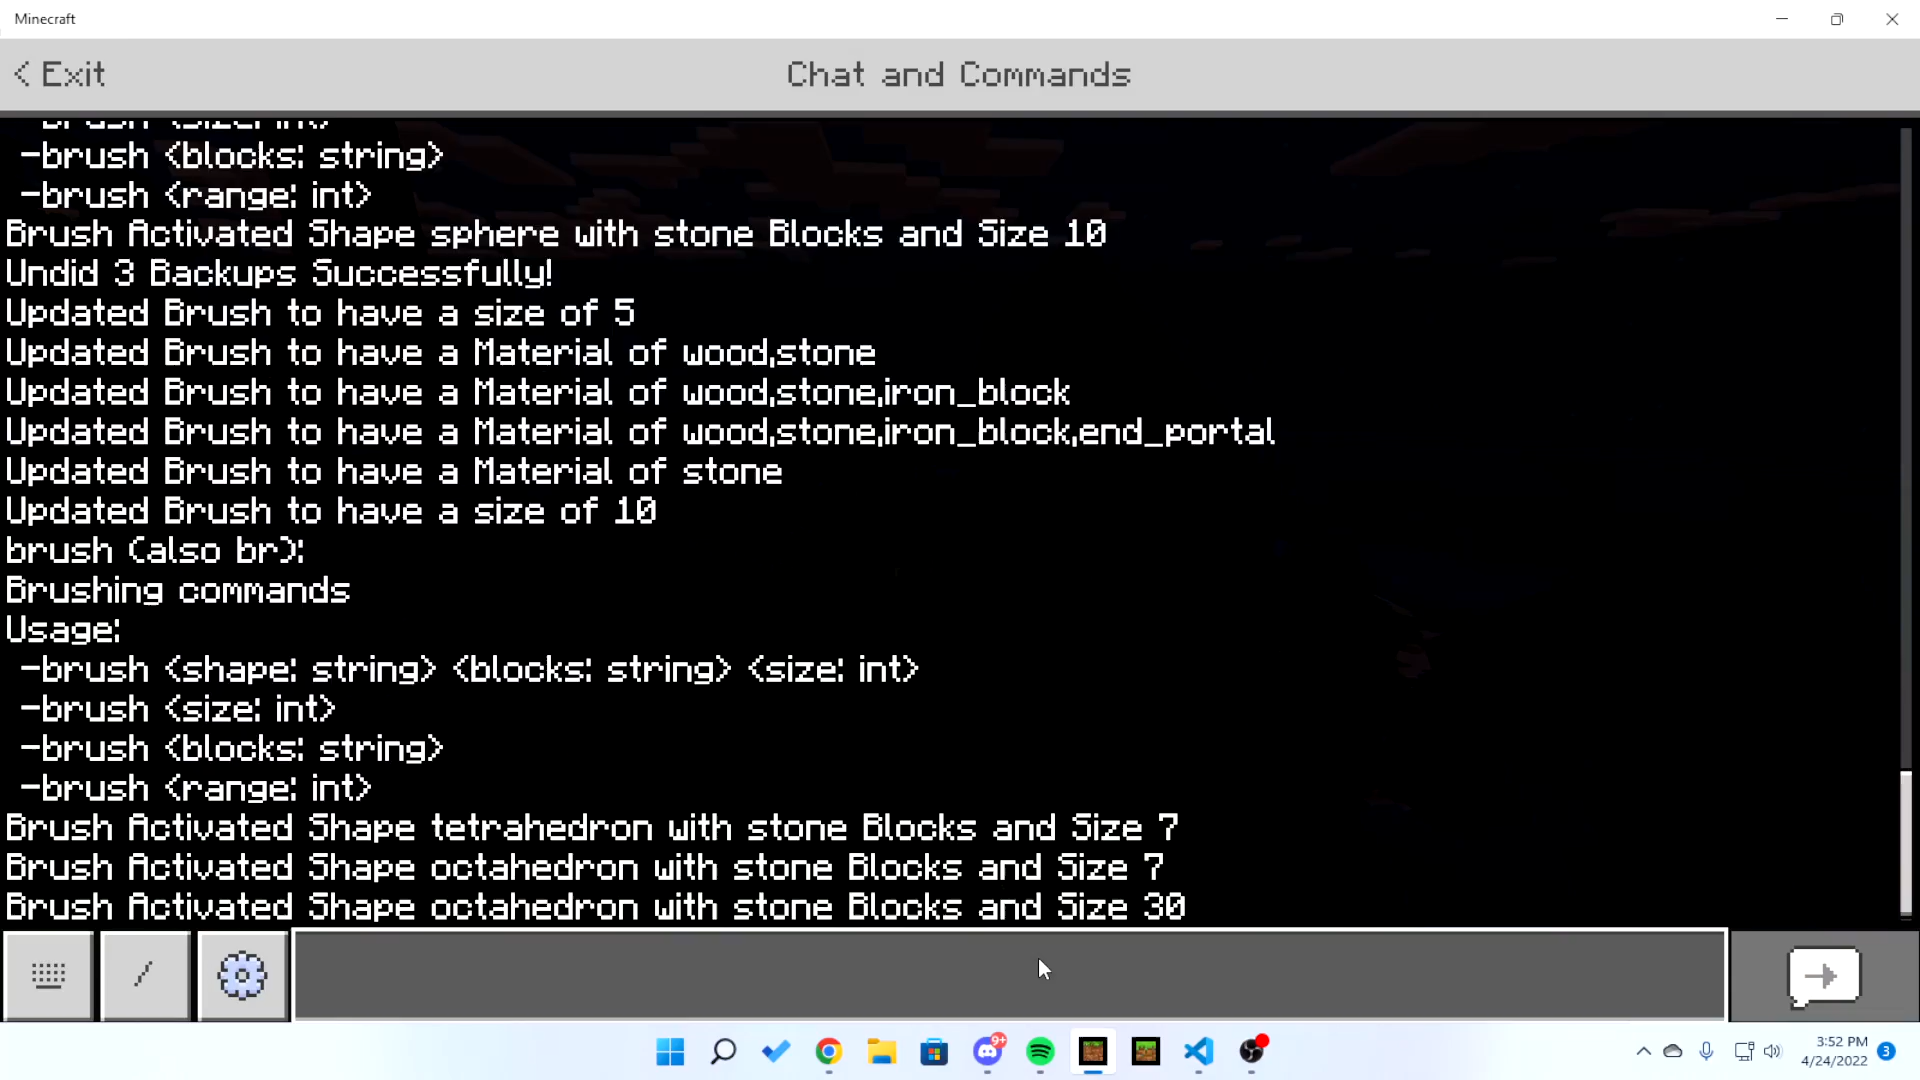 Minecraft
< Exit
Chat and Commands
-brush <size: int>
-brush <blocks: string>
-brush <range: int>
Brush Activated Shape sphere with stone Blocks and Size 10
Undid 3 Backups Successfully!
Updated Brush to have a size of 5
Updated Brush to have a Material of wood,stone
Updated Brush to have a Material of wood,stone,iron_block
Updated Brush to have a Material of wood,stone,iron_block,end_portal
Updated Brush to have a Material of stone
Updated Brush to have a size of 10
brush (also br):
Brushing commands
Usage:
-brush <shape: string> <blocks: string> <size: int>
-brush <size: int>
-brush <blocks: string>
-brush <range: int>
Brush Activated Shape tetrahedron with stone Blocks and Size 7
Brush Activated Shape octahedron with stone Blocks and Size 7
Brush Activated Shape octahedron with stone Blocks and Size 30
/
9+
3:52 PM
4/24/2022
3